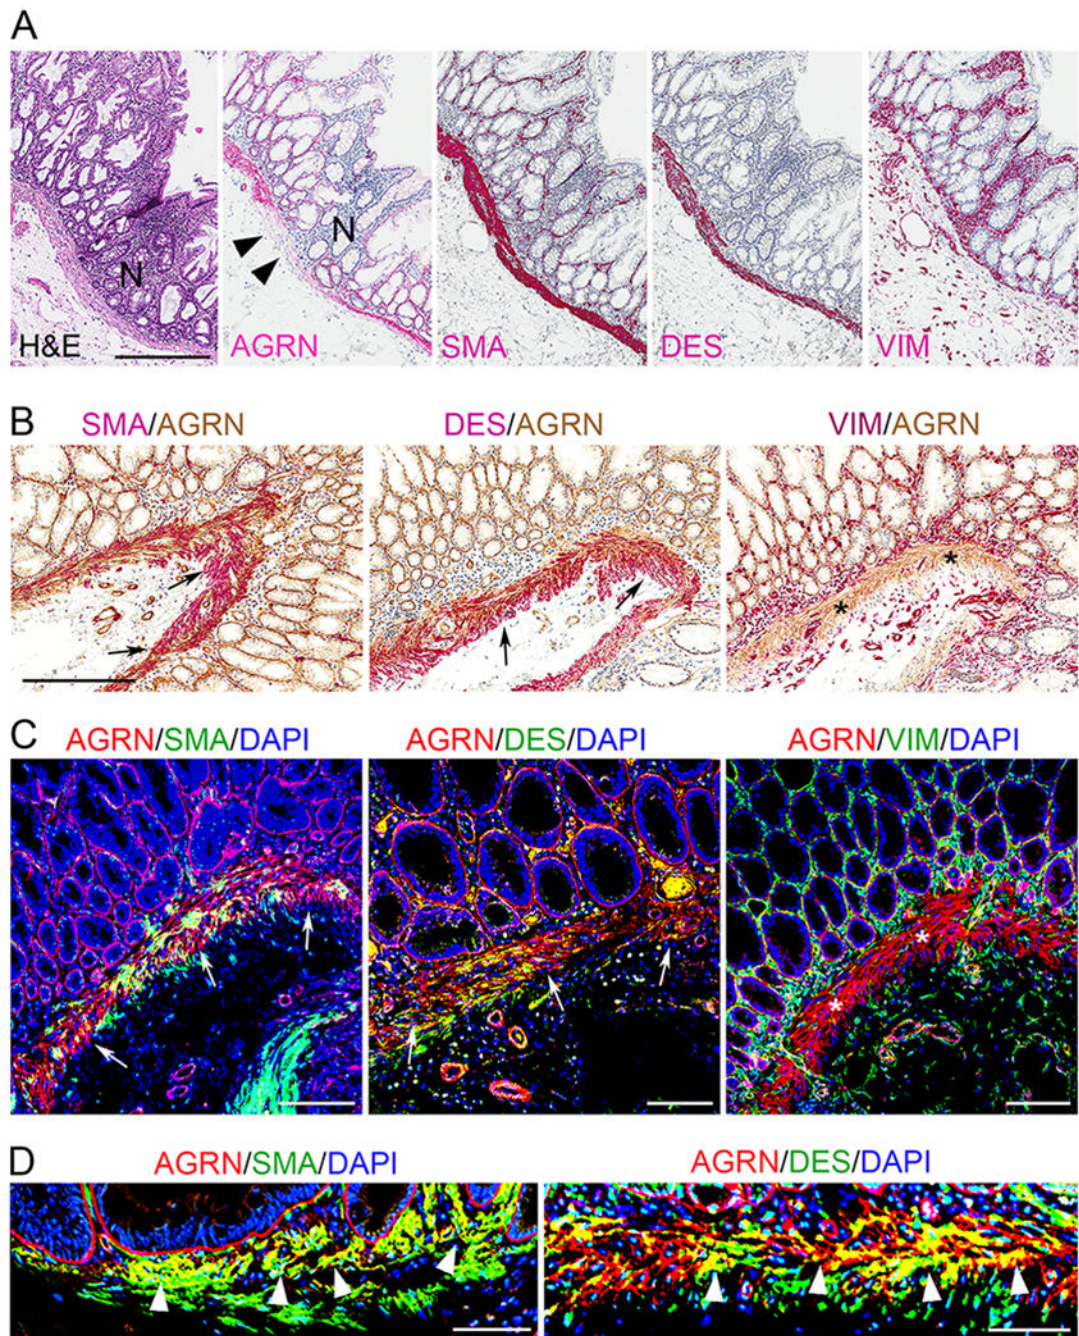 A
N
N
H&E
AGRN
SMA
DES
VIM
B
SMA/AGRN
DES/AGRN
VIM/AGRN
*
*
C
AGRN/SMA/DAPI
AGRN/DES/DAPI
AGRN/VIM/DAPI
*
*
D
AGRN/SMA/DAPI
AGRN/DES/DAPI